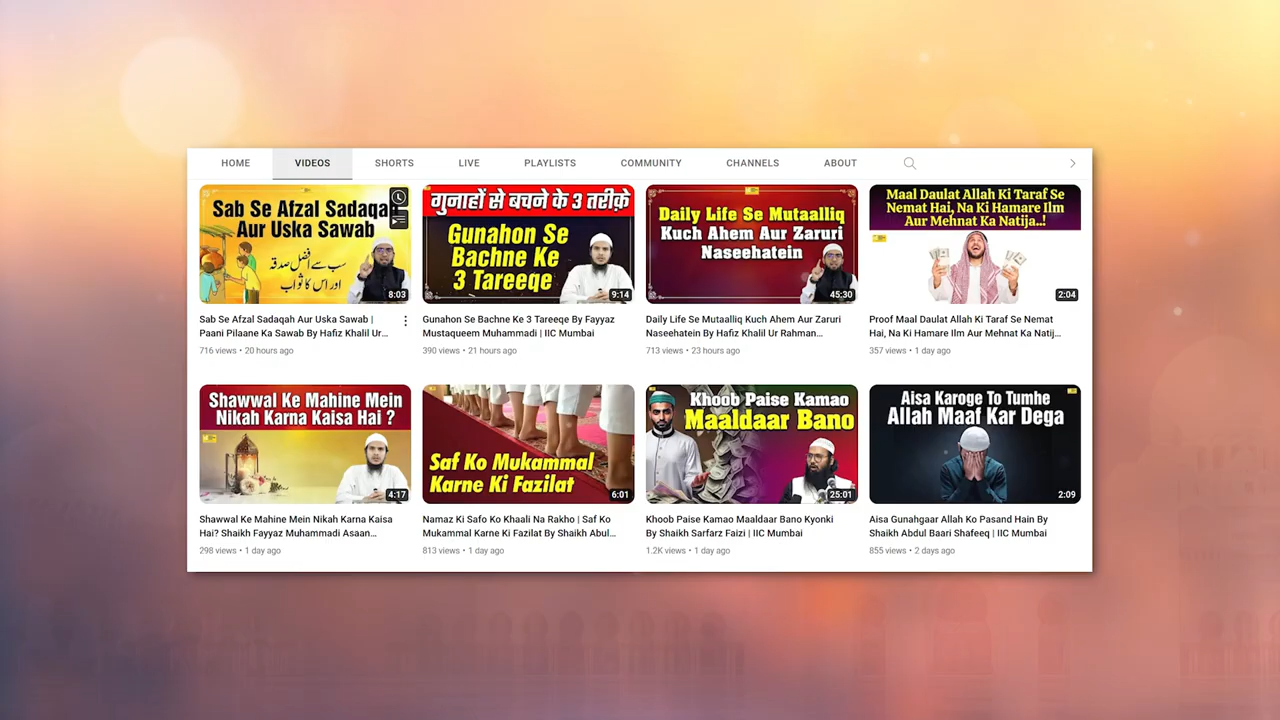 HOME VIDEOS SHORTS LIVE PLAYLISTS COMMUNITY CHANNELS ABOUT
Sab Se Afzal Sadaqa
Aur Uska Sawab
سب سے افضل صدقہ
اور اس کا ثواب
8:03
Sab Se Afzal Sadaqah Aur Uska Sawab |
Paani Pilaane Ka Sawab By Hafiz Khalil Ur...
716 views • 20 hours ago
गुनाहों से बचने के 3 तरीक़े
Gunahon Se
Bachne Ke
3 Tareeqe
9:14
Gunahon Se Bachne Ke 3 Tareeqe By Fayyaz
Mustaqueem Muhammadi | IIC Mumbai
390 views • 21 hours ago
Daily Life Se Mutaalliq
Kuch Ahem Aur Zaruri
Naseehatein
45:30
Daily Life Se Mutaalliq Kuch Ahem Aur Zaruri
Naseehatein By Hafiz Khalil Ur Rahman...
713 views • 23 hours ago
Maal Daulat Allah Ki Taraf Se
Nemat Hai, Na Ki Hamare Ilm
Aur Mehnat Ka Natija..!
2:04
Proof Maal Daulat Allah Ki Taraf Se Nemat
Hai, Na Ki Hamare Ilm Aur Mehnat Ka Natij...
357 views • 1 day ago
Shawwal Ke Mahine Mein
Nikah Karna Kaisa Hai ?
4:17
Shawwal Ke Mahine Mein Nikah Karna Kaisa
Hai? Shaikh Fayyaz Muhammadi Asaan...
298 views • 1 day ago
Saf Ko Mukammal
Karne Ki Fazilat
6:01
Namaz Ki Safo Ko Khaali Na Rakho | Saf Ko
Mukammal Karne Ki Fazilat By Shaikh Abul...
813 views • 1 day ago
Khoob Paise Kamao
Maaldaar Bano
25:01
Khoob Paise Kamao Maaldaar Bano Kyonki
By Shaikh Sarfarz Faizi | IIC Mumbai
1.2K views • 1 day ago
Aisa Karoge To Tumhe
Allah Maaf Kar Dega
2:09
Aisa Gunahgaar Allah Ko Pasand Hain By
Shaikh Abdul Baari Shafeeq | IIC Mumbai
855 views • 2 days ago